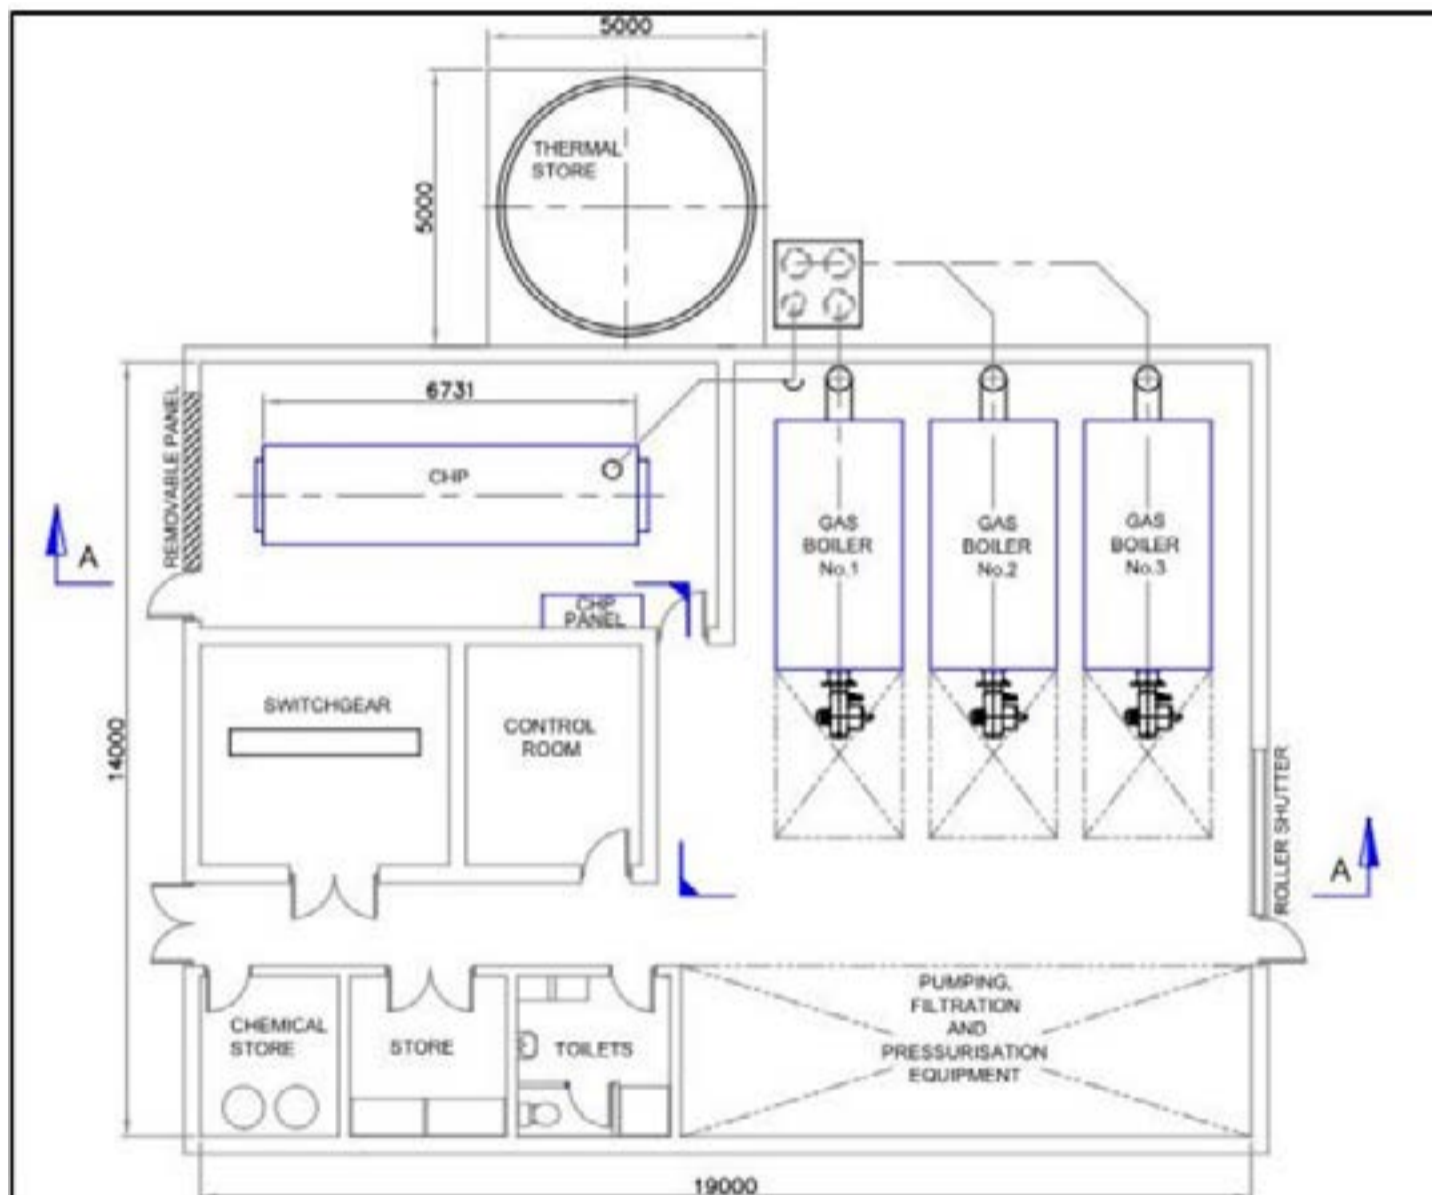 5000
THERMAL
STORE
5000
6731
REMOVABLE PANEL
CHP
GAS
BOILER
No.1
GAS
BOILER
No.2
GAS
BOILER
No.3
A
CHP
PANEL
SWITCHGEAR
CONTROL
ROOM
14000
ROLLER SHUTTER
A
PUMPING,
FILTRATION
AND
PRESSURISATION
EQUIPMENT
CHEMICAL
STORE
STORE
TOILETS
19000